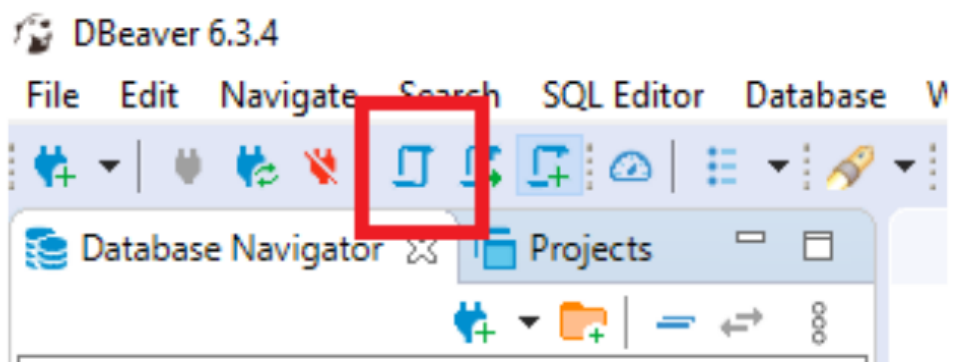 DBeaver 6.3.4
File Edit Navigate Search SQL Editor Database W
Database Navigator Projects